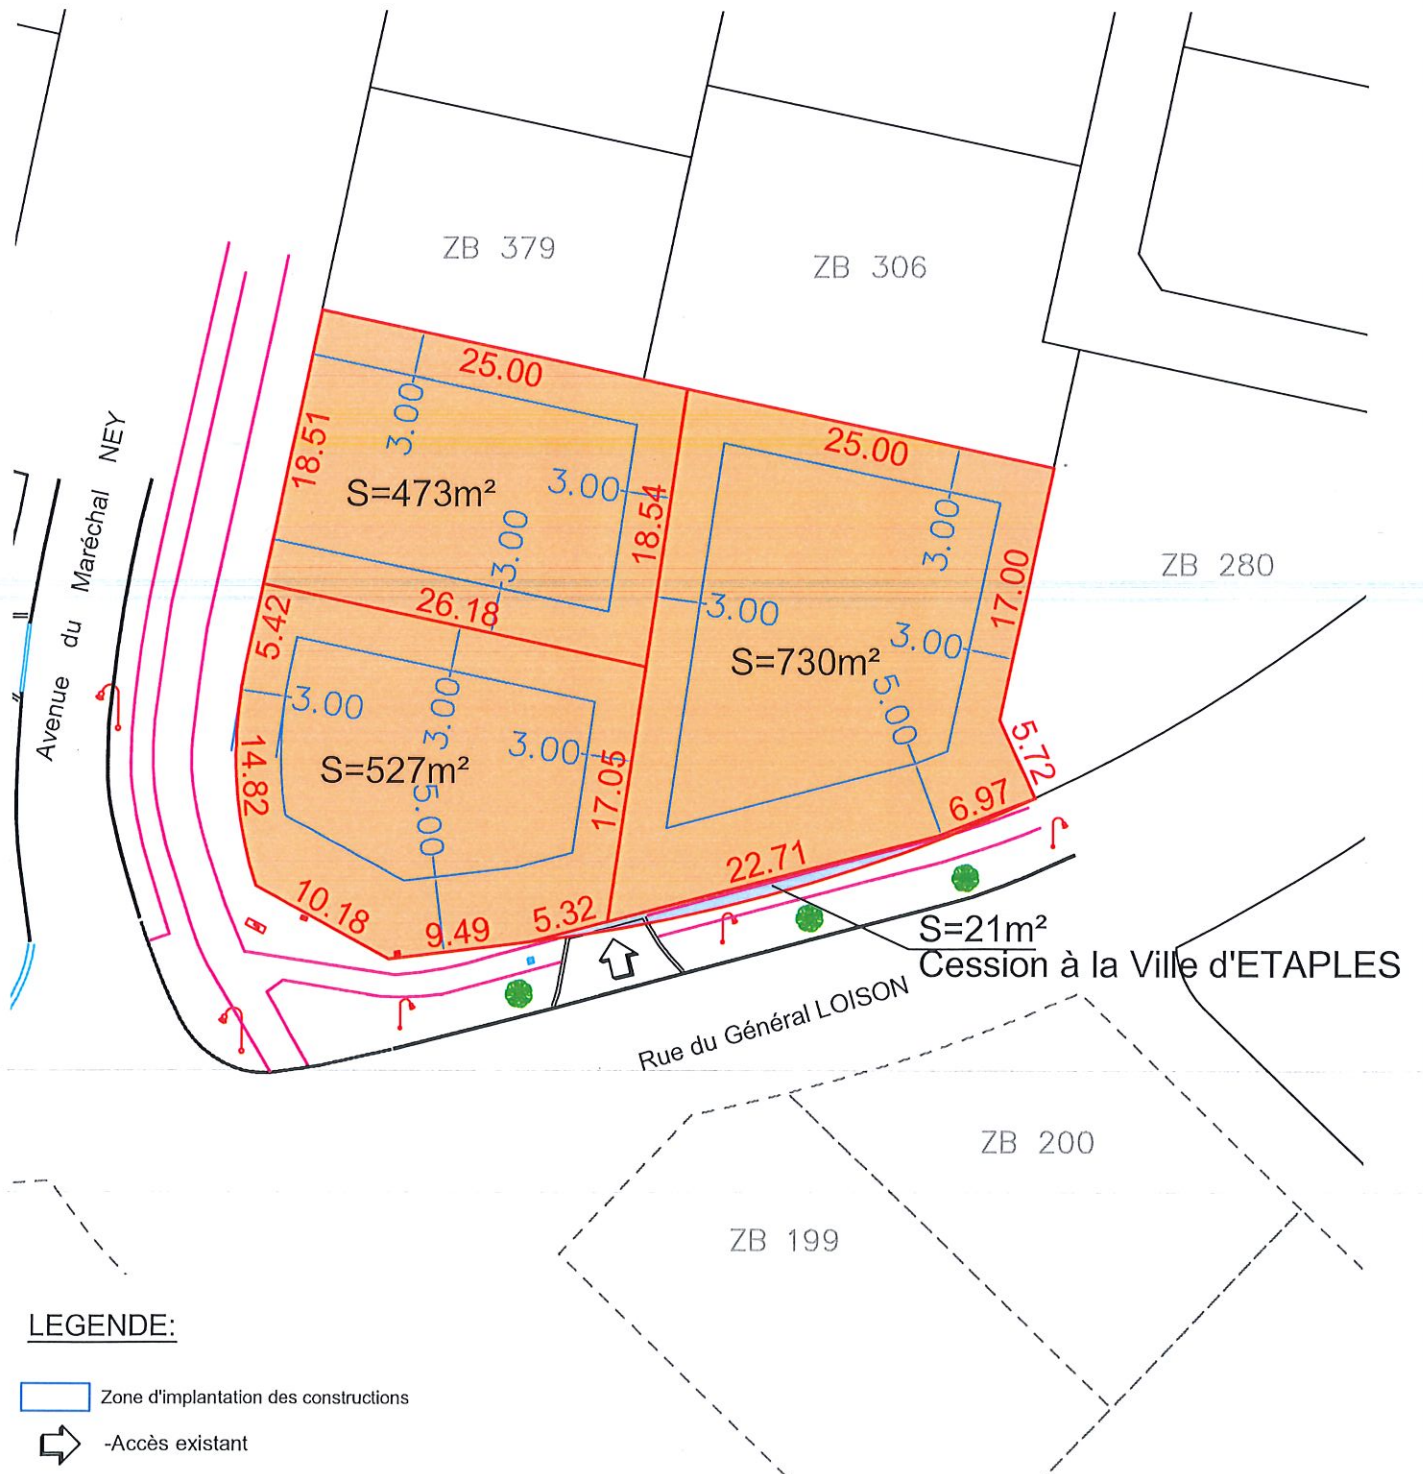 ZB 379
ZB 306
25.00
25.00
3.00
18.51
S=473m²
3.00
18.54
3.00
3.00
17.00
ZB 280
Avenue du Maréchal NEY
26.18
3.00
5.42
S=730m²
3.00
3.00
3.00
3.00
5.00
5.72
14.82
S=527m²
17.05
5.00
6.97
22.71
10.18
9.49
5.32
S=21m²
Cession à la Ville d'ETAPLES
Rue du Général LOISON
ZB 200
ZB 199
LEGENDE:
Zone d'implantation des constructions
-Accès existant